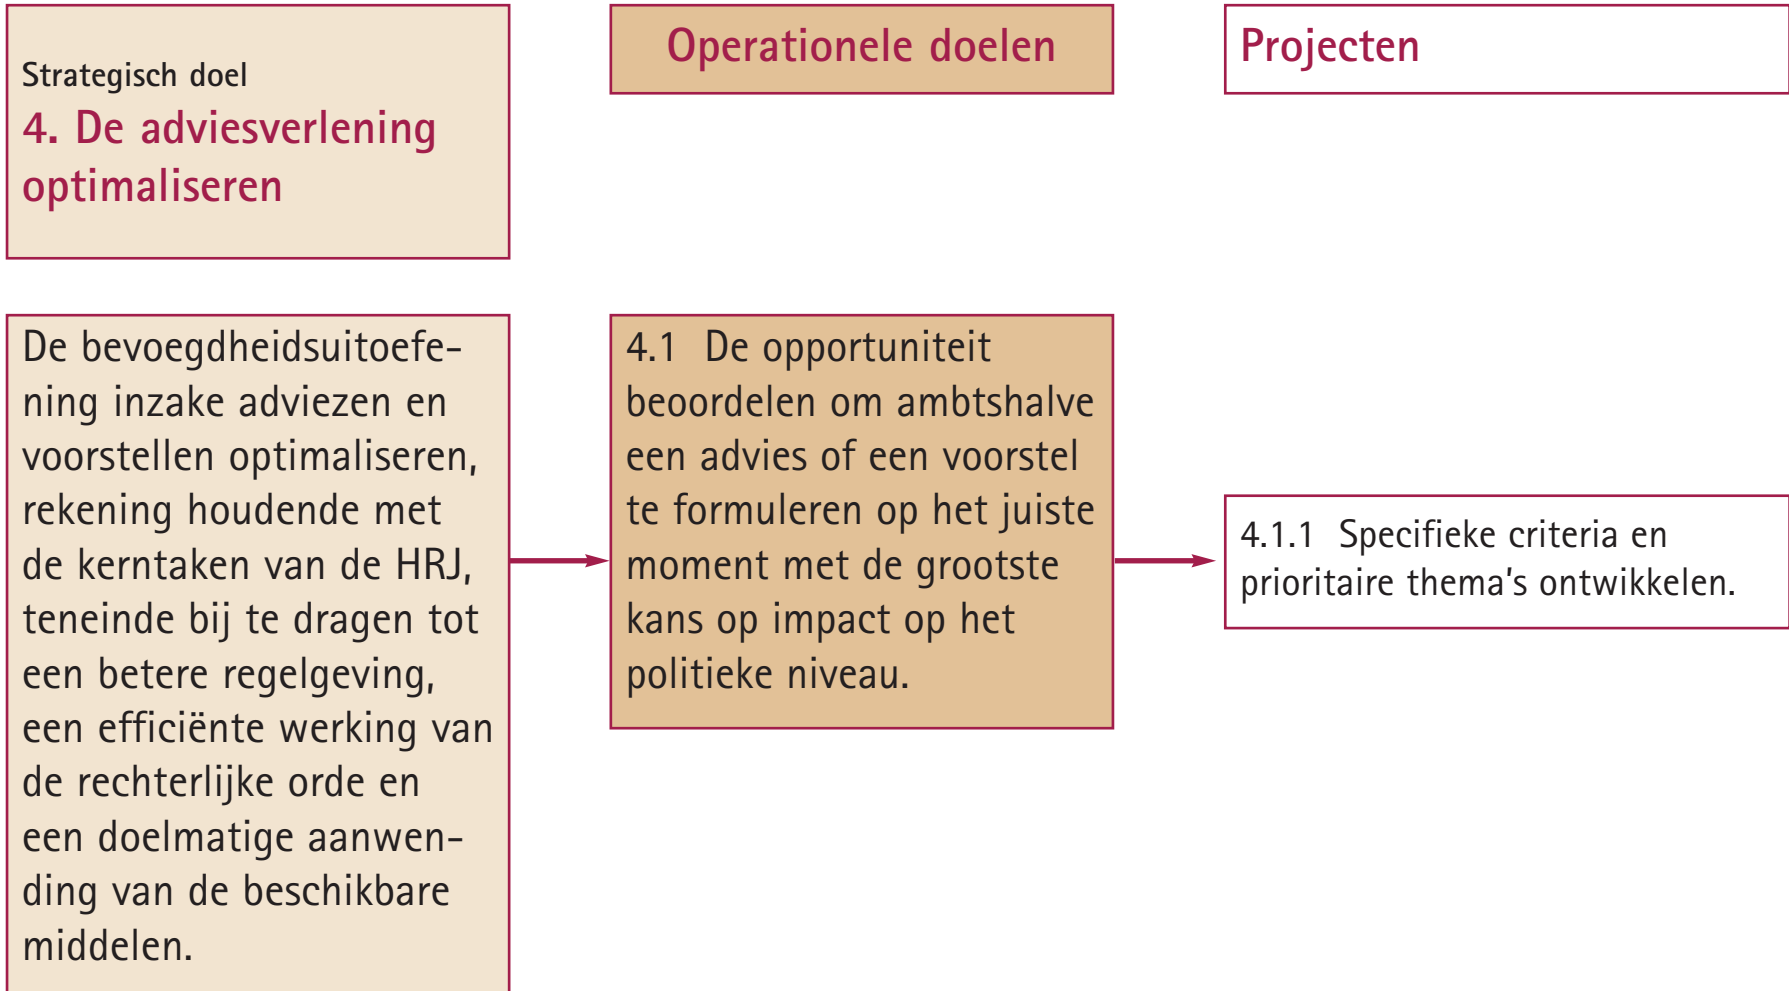 Strategisch doel
4. De adviesverlening
optimaliseren
Operationele doelen
Projecten
De bevoegdheidsuitoefe-
ning inzake adviezen en
voorstellen optimaliseren,
rekening houdende met
de kerntaken van de HRJ,
teneinde bij te dragen tot
een betere regelgeving,
een efficiënte werking van
de rechterlijke orde en
een doelmatige aanwen-
ding van de beschikbare
middelen.
4.1 De opportuniteit
beoordelen om ambtshalve
een advies of een voorstel
te formuleren op het juiste
moment met de grootste
kans op impact op het
politieke niveau.
4.1.1 Specifieke criteria en
prioritaire thema's ontwikkelen.